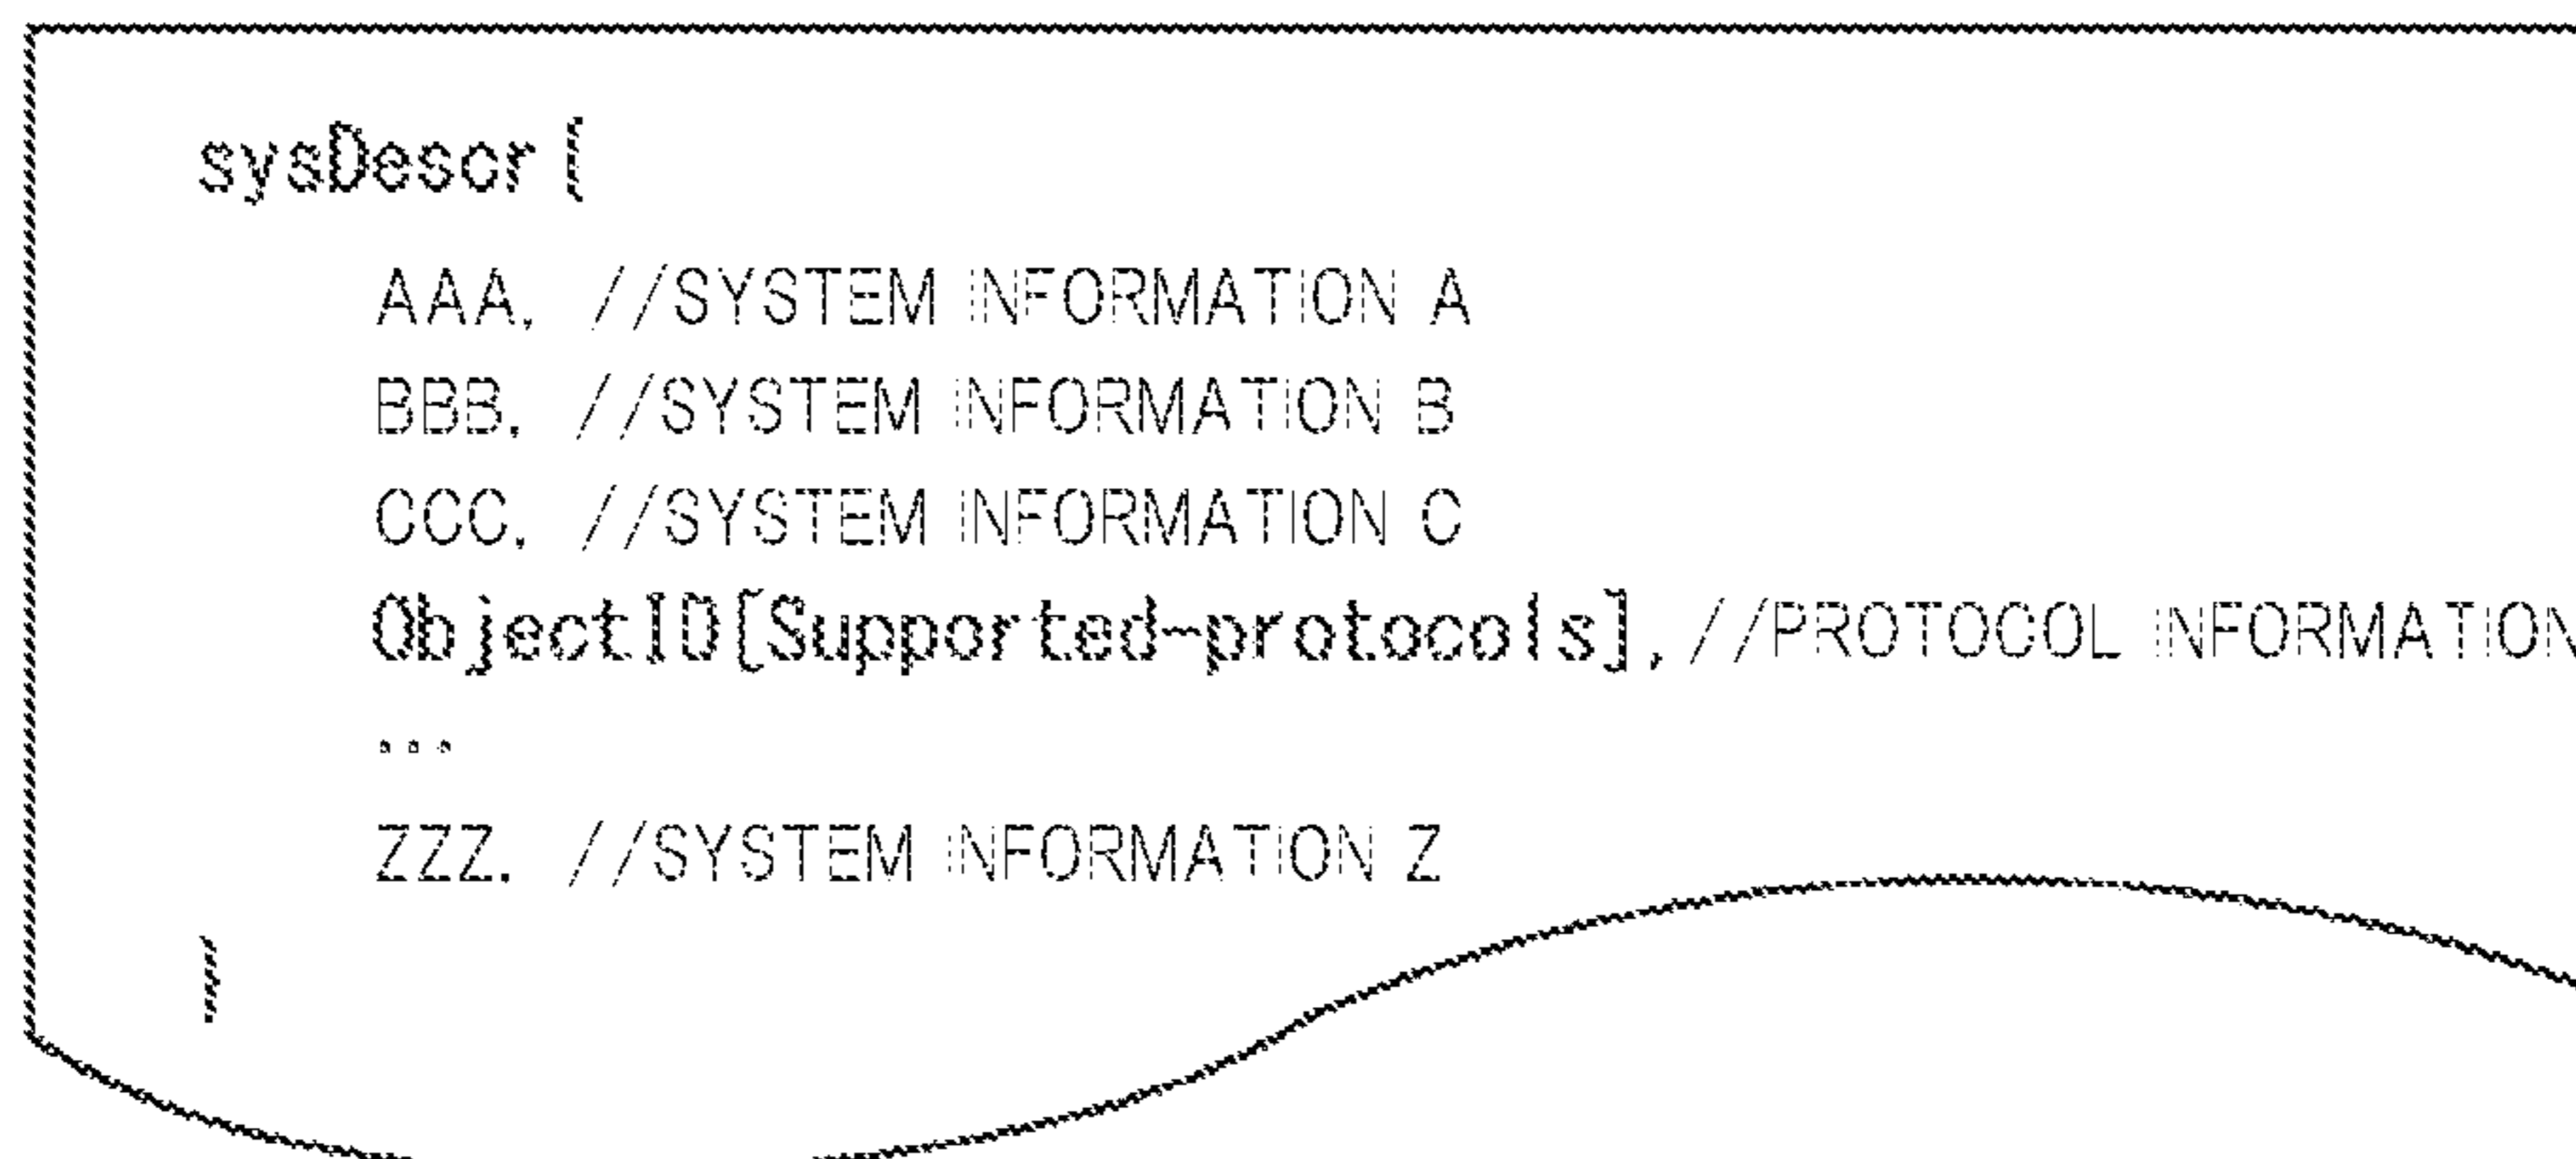 sysDescr{
AAA, //SYSTEM INFORMATION A
BBB, //SYSTEM INFORMATION B
CCC, //SYSTEM INFORMATION C
ObjectID[Supported-protocols], //PROTOCOL INFORMATION
...
ZZZ, //SYSTEM INFORMATION Z
}